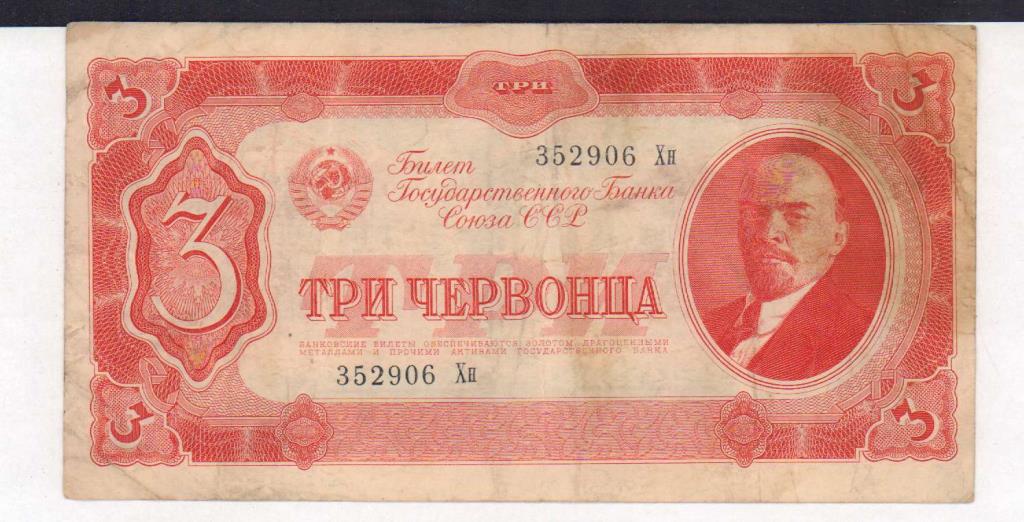 3 ТРИ 3
Билет 352906 Хн
Государственного Банка
Союза ССР
3
ТРИ
ТРИ ЧЕРВОНЦА
БАНКОВСКИЕ БИЛЕТЫ ОБЕСПЕЧИВАЮТСЯ ЗОЛОТОМ, ДРАГОЦЕННЫМИ
МЕТАЛЛАМИ И ПРОЧИМИ АКТИВАМИ ГОСУДАРСТВЕННОГО БАНКА
352906 Хн
3 3